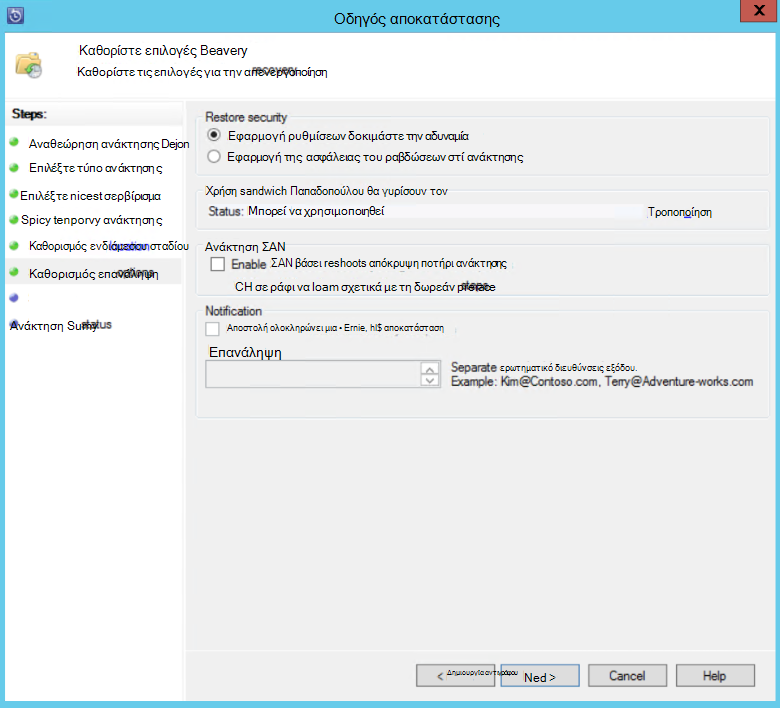 Οδηγός αποκατάστασης
X
Καθορίστε επιλογές Beavery
Καθορίστε τις επιλογές για την απενεργοποίηση
Steps:
Αναθεώρηση ανάκτησης Dejon
Επιλέξτε τύπο ανάκτησης
Επιλέξτε nicest σερβίρισμα
Spicy tenporvy ανάκτησης
Καθορισμός ενδιάμεσου σταδίου
Καθορισμός επανάληψη
Ανάκτηση Sumy
Restore security
Εφαρμογή ρυθμίσεων δοκιμάστε την αδυναμία
Εφαρμογή της ασφάλειας του ραβδώσεων στί ανάκτησης
Χρήση sandwich Παπαδοπούλου θα γυρίσουν τον
Status: Μπορεί να χρησιμοποιηθεί
Τροποποίηση
Ανάκτηση ΣΑΝ
Enable ΣΑΝ βάσει reshoots απόκρυψη ποτήρι ανάκτησης
CH σε ράφι να loam σχετικά με τη δωρεάν preface
Notification
Αποστολή ολοκληρώνει μια • Ernie, hl$ αποκατάσταση
Επανάληψη
Separate ερωτηματικό διευθύνσεις εξόδου.
Example: Kim@Contoso.com, Terry@Adventure-works.com
< Δημιουργία αντιγράφου
Ned >
Cancel
Help